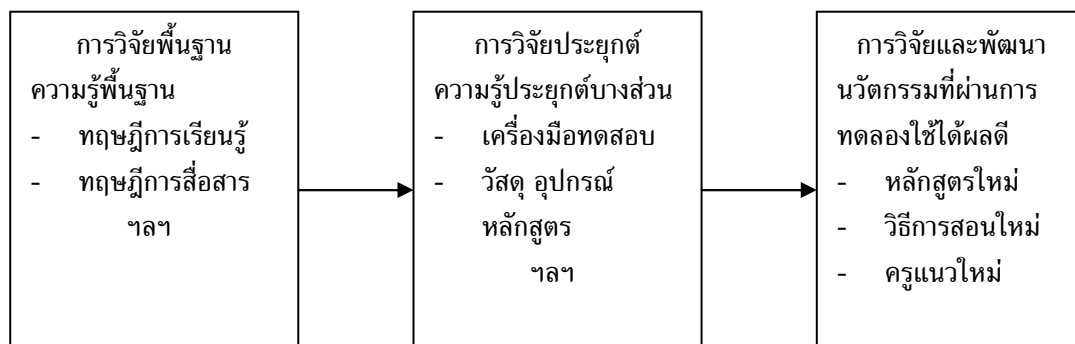 การวิจัยพื้นฐาน
ความรู้พื้นฐาน
- ทฤษฎีการเรียนรู้
- ทฤษฎีการสื่อสาร
ฯลฯ
การวิจัยประยุกต์
ความรู้ประยุกต์บางส่วน
- เครื่องมือทดสอบ
- วัสดุ อุปกรณ์
หลักสูตร
ฯลฯ
การวิจัยและพัฒนา
นวัตกรรมที่ผ่านการ
ทดลองใช้ได้ผลดี
- หลักสูตรใหม่
- วิธีการสอนใหม่
- ครูแนวใหม่